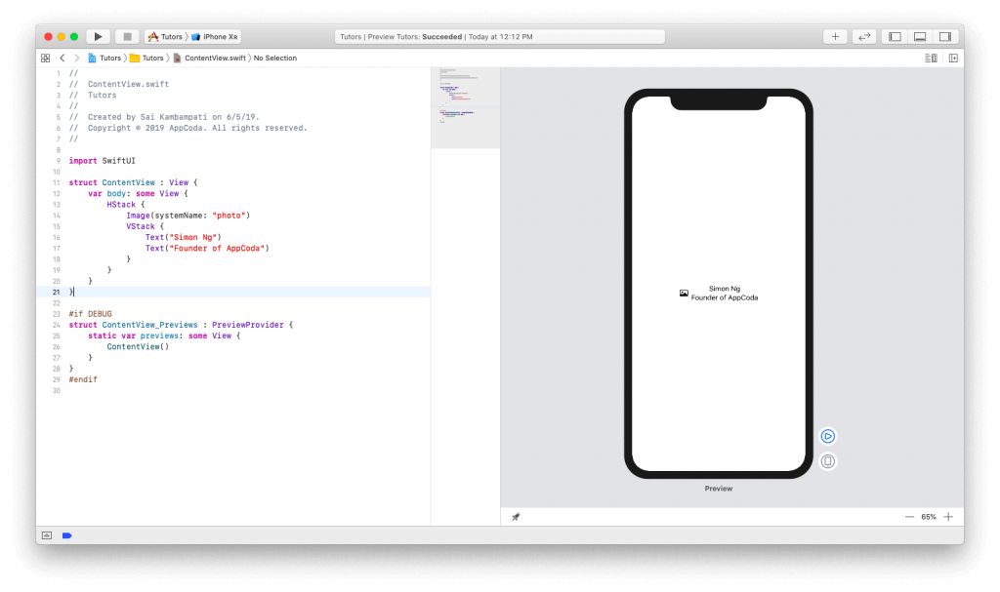 Tutors 〉 iPhone Xʀ
Tutors | Preview Tutors: Succeeded | Today at 12:12 PM
Tutors 〉 Tutors 〉 ContentView.swift 〉 No Selection
1 //
2 //  ContentView.swift
3 //  Tutors
4 //
5 //  Created by Sai Kambampati on 6/5/19.
6 //  Copyright © 2019 AppCoda. All rights reserved.
7 //
8
9 import SwiftUI
10
11 struct ContentView : View {
12     var body: some View {
13         HStack {
14             Image(systemName: "photo")
15             VStack {
16                 Text("Simon Ng")
17                 Text("Founder of AppCoda")
18             }
19         }
20     }
21 }
22
23 #if DEBUG
24 struct ContentView_Previews : PreviewProvider {
25     static var previews: some View {
26         ContentView()
27     }
28 }
29 #endif
30
Simon Ng
Founder of AppCoda
Preview
65%